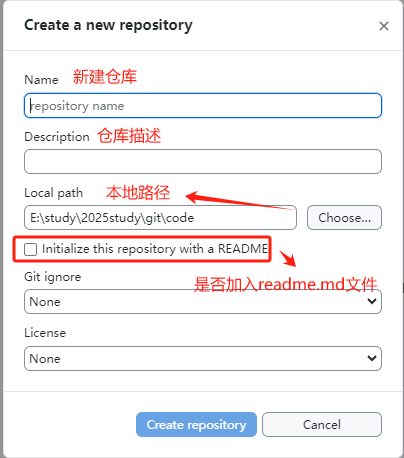 Create a new repository
Name 新建仓库
repository name
Description 仓库描述
Local path 本地路径
E:\study\2025study\git\code Choose...
Initialize this repository with a README
Git ignore 是否加入readme.md文件
None
License
None
Create repository Cancel